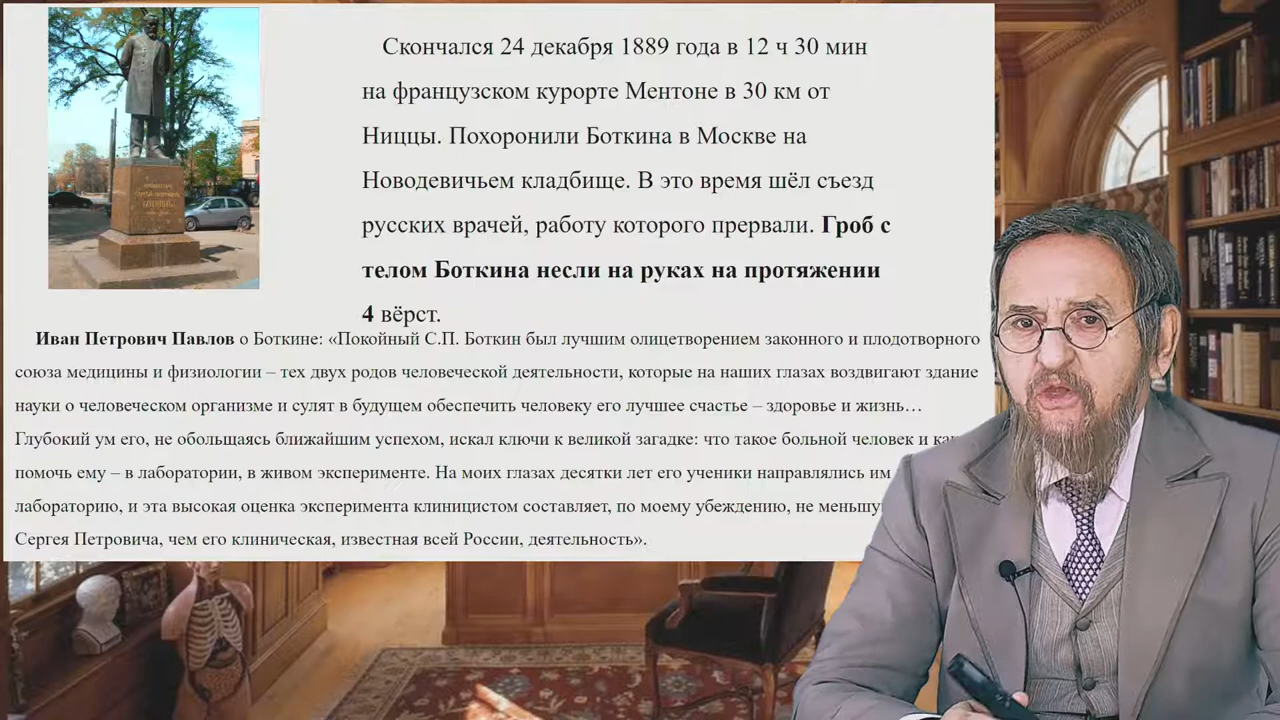 Скончался 24 декабря 1889 года в 12 ч 30 мин
на французском курорте Ментоне в 30 км от
Ниццы. Похоронили Боткина в Москве на
Новодевичьем кладбище. В это время шёл съезд
русских врачей, работу которого прервали. Гроб с
телом Боткина несли на руках на протяжении
4 вёрст.
Иван Петрович Павлов о Боткине: «Покойный С.П. Боткин был лучшим олицетворением законного и плодотворного
союза медицины и физиологии – тех двух родов человеческой деятельности, которые на наших глазах воздвигают здание
науки о человеческом организме и сулят в будущем обеспечить человеку его лучшее счастье – здоровье и жизнь…
Глубокий ум его, не обольщаясь ближайшим успехом, искал ключи к великой загадке: что такое больной человек и
помочь ему – в лаборатории, в живом эксперименте. На моих глазах десятки лет его ученики направлялись им
лабораторию, и эта высокая оценка эксперимента клиницистом составляет, по моему убеждению, не
Сергея Петровича, чем его клиническая, известная всей России, деятельность».